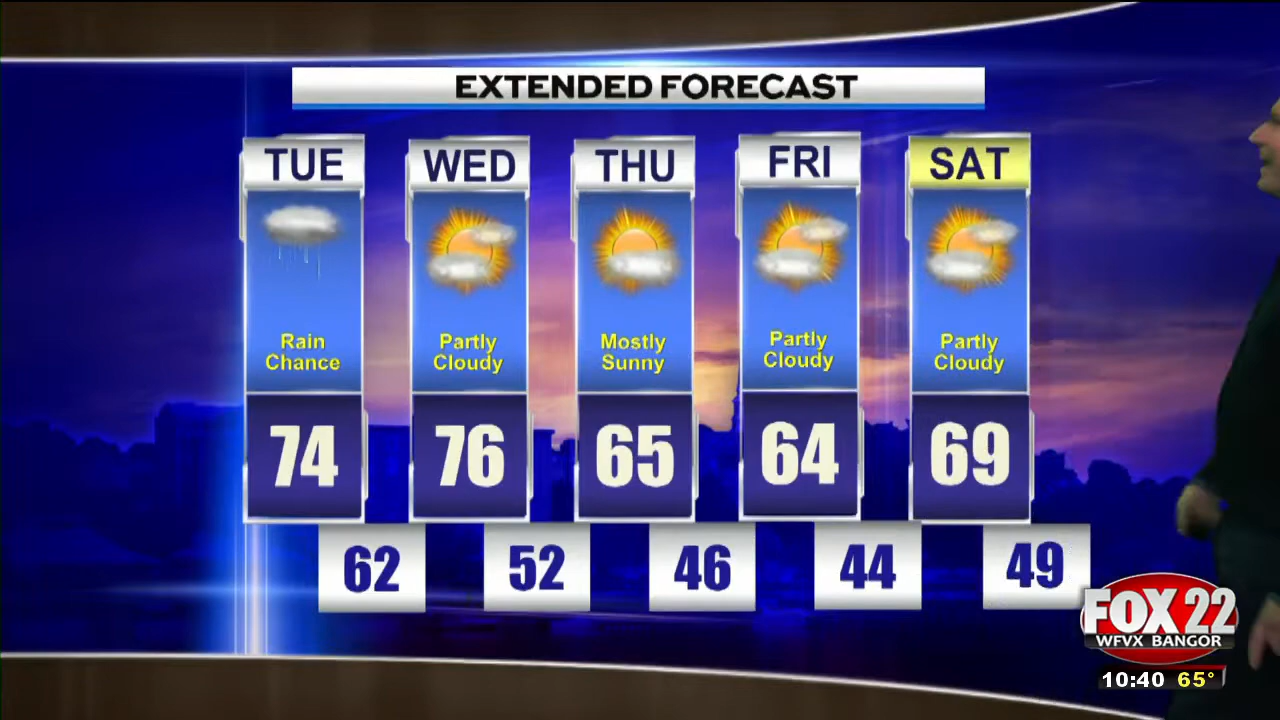 EXTENDED FORECAST
TUE WED THU FRI SAT
Rain Chance
Partly Cloudy
Mostly Sunny
Partly Cloudy
Partly Cloudy
74 76 65 64 69
62 52 46 44 49
FOX 22
WFVX BANGOR
10:40 65°